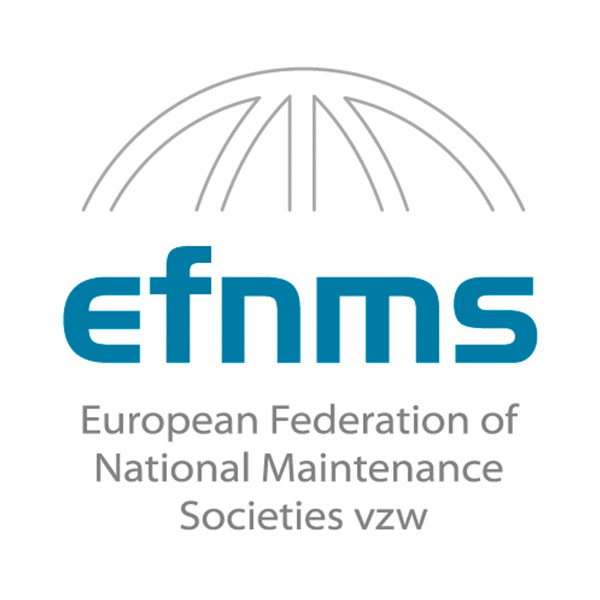 efnms
European Federation of
National Maintenance
Societies vzw